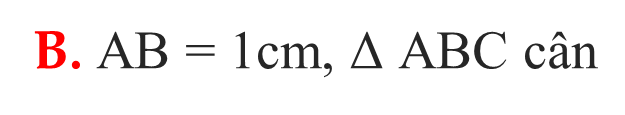 B. AB = 1cm, Δ ABC cân